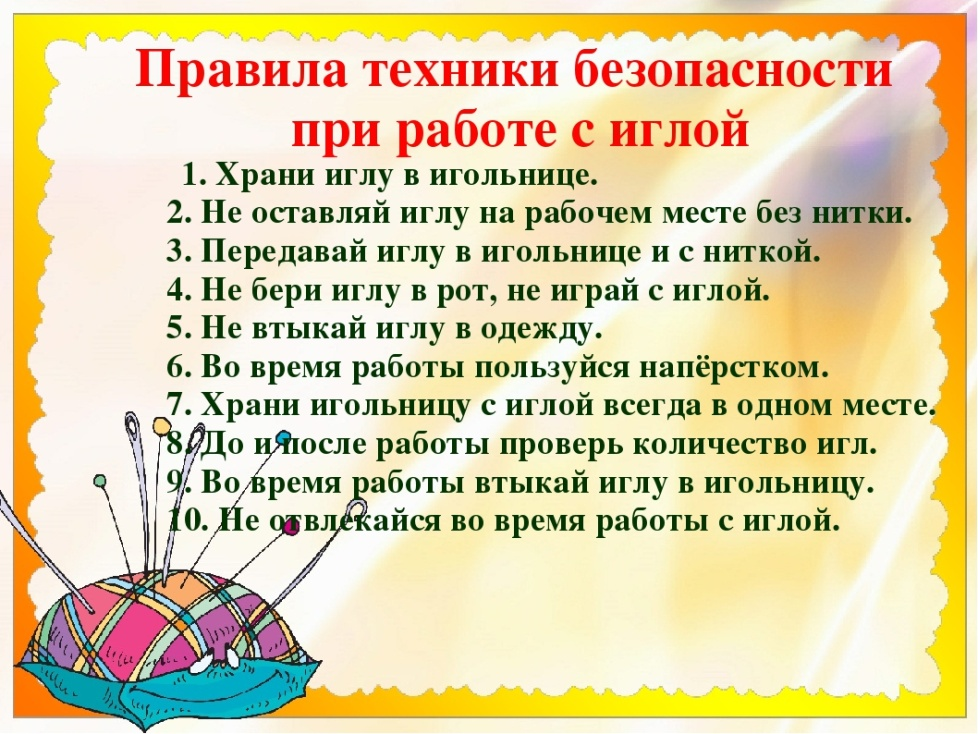 Правила техники безопасности
при работе с иглой
1. Храни иглу в игольнице.
2. Не оставляй иглу на рабочем месте без нитки.
3. Передавай иглу в игольнице и с ниткой.
4. Не бери иглу в рот, не играй с иглой.
5. Не втыкай иглу в одежду.
6. Во время работы пользуйся напёрстком.
7. Храни игольницу с иглой всегда в одном месте.
8. До и после работы проверь количество игл.
9. Во время работы втыкай иглу в игольницу.
10. Не отвлекайся во время работы с иглой.